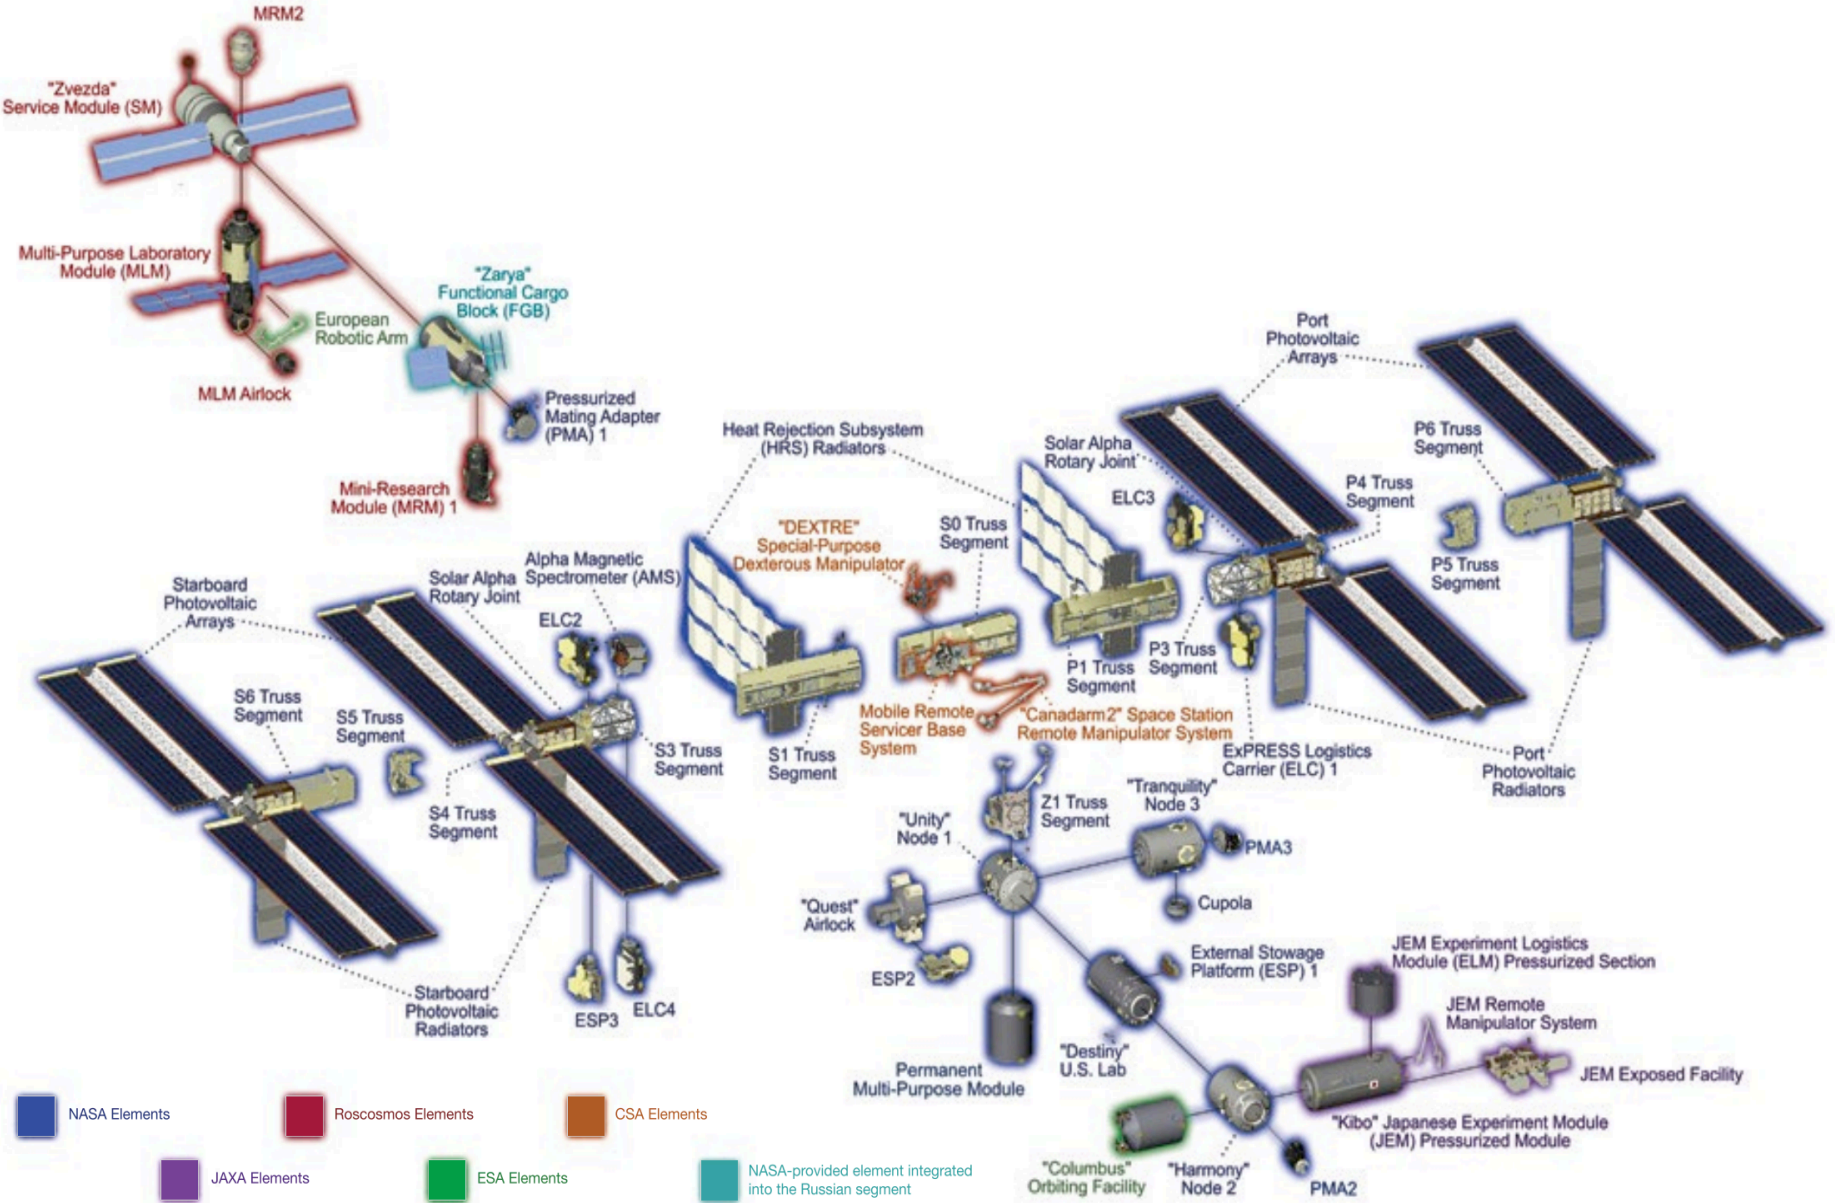 MRM2
"Zvezda"
Service Module (SM)
Multi-Purpose Laboratory
Module (MLM)
European
Robotic Arm
MLM Airlock
"Zarya"
Functional Cargo
Block (FGB)
Pressurized
Mating Adapter
(PMA) 1
Mini-Research
Module (MRM) 1
Heat Rejection Subsystem
(HRS) Radiators
Port
Photovoltaic
Arrays
Solar Alpha
Rotary Joint
ELC3
P6 Truss
Segment
P4 Truss
Segment
P5 Truss
Segment
"DEXTRE"
Special-Purpose
Dexterous Manipulator
S0 Truss
Segment
Alpha Magnetic
Spectrometer (AMS)
Solar Alpha
Rotary Joint
ELC2
Starboard
Photovoltaic
Arrays
S6 Truss
Segment
S5 Truss
Segment
S4 Truss
Segment
S3 Truss
Segment
S1 Truss
Segment
Mobile Remote
Servicer Base
System
"Canadarm2" Space Station
Remote Manipulator System
P1 Truss
Segment
P3 Truss
Segment
ExPRESS Logistics
Carrier (ELC) 1
Port
Photovoltaic
Radiators
Z1 Truss
Segment
"Tranquility"
Node 3
"Unity"
Node 1
PMA3
Cupola
"Quest"
Airlock
ESP2
External Stowage
Platform (ESP) 1
JEM Experiment Logistics
Module (ELM) Pressurized Section
JEM Remote
Manipulator System
JEM Exposed Facility
Starboard
Photovoltaic
Radiators
ESP3
ELC4
Permanent
Multi-Purpose Module
"Destiny"
U.S. Lab
"Kibo" Japanese Experiment Module
(JEM) Pressurized Module
"Columbus"
Orbiting Facility
"Harmony"
Node 2
PMA2
NASA Elements
Roscosmos Elements
CSA Elements
JAXA Elements
ESA Elements
NASA-provided element integrated
into the Russian segment